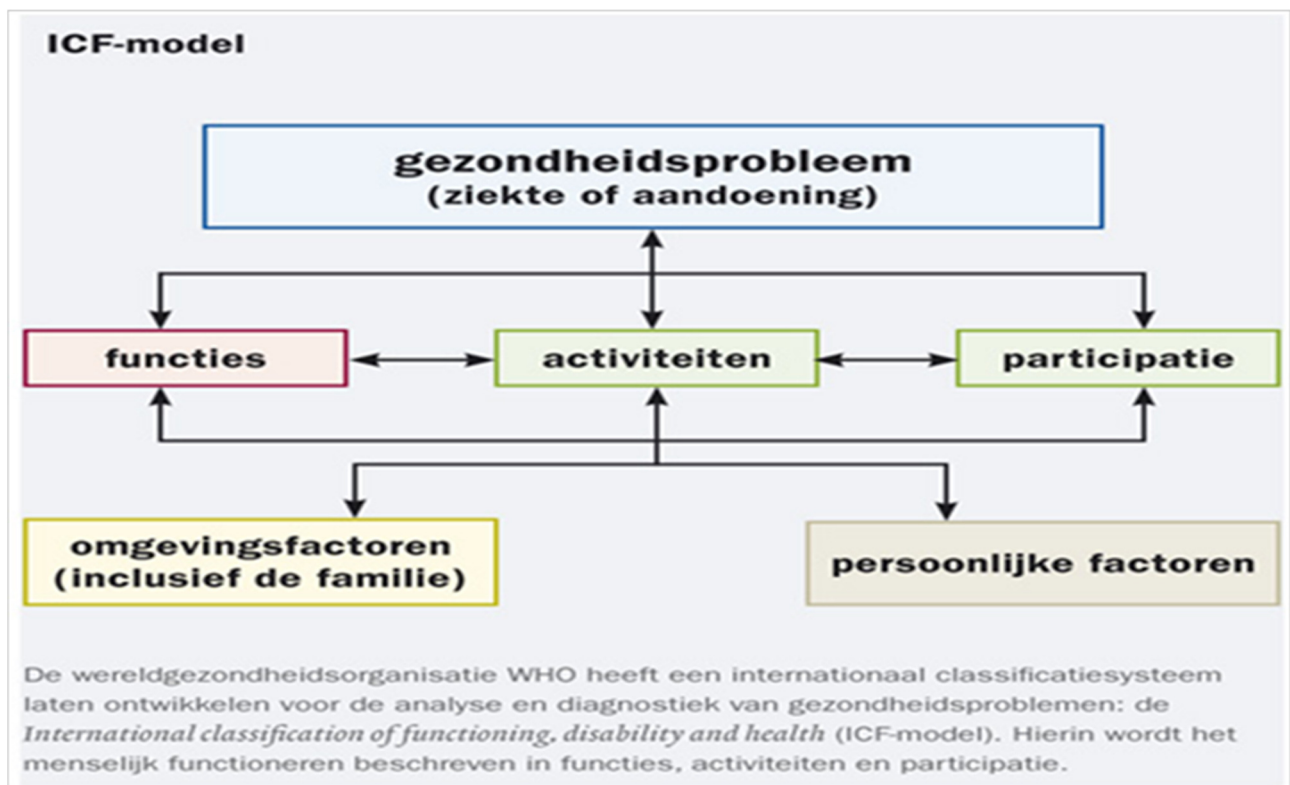 ICF-model
gezondheidsprobleem
(ziekte of aandoening)
functies
activiteiten
participatie
omgevingsfactoren
(inclusief de familie)
persoonlijke factoren
De wereldgezondheidsorganisatie WHO heeft een internationaal classificatiesysteem
laten ontwikkelen voor de analyse en diagnostiek van gezondheidsproblemen: de
International classification of functioning, disability and health (ICF-model). Hierin wordt het
menselijk functioneren beschreven in functies, activiteiten en participatie.